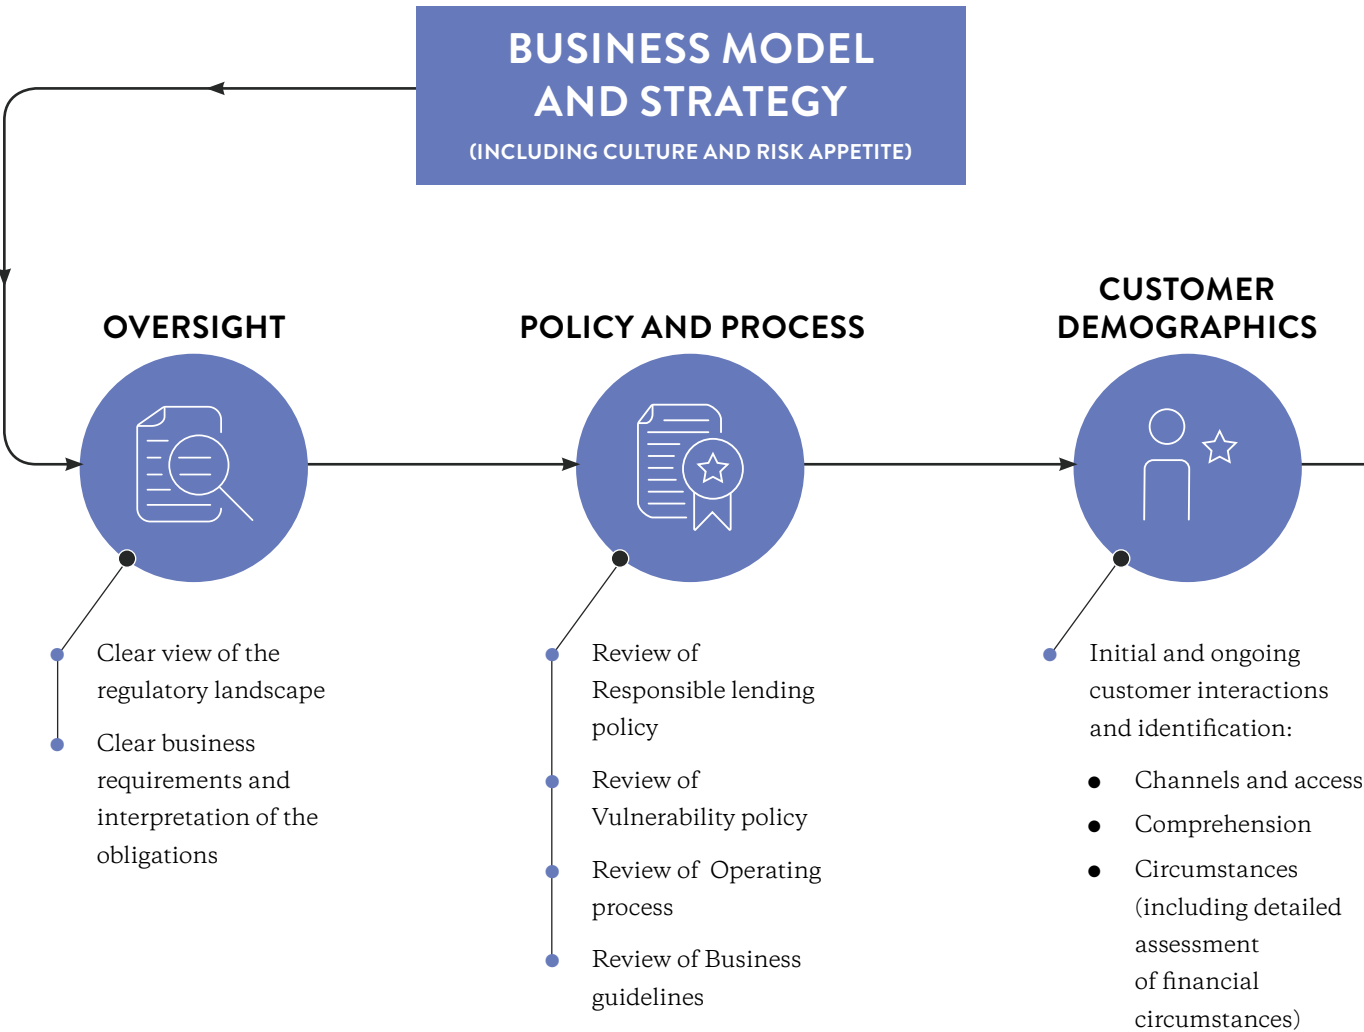 BUSINESS MODEL
AND STRATEGY
(INCLUDING CULTURE AND RISK APPETITE)
OVERSIGHT
Clear view of the
regulatory landscape
Clear business
requirements and
interpretation of the
obligations
POLICY AND PROCESS
Review of
Responsible lending
policy
Review of
Vulnerability policy
Review of  Operating
process
Review of Business
guidelines
CUSTOMER
DEMOGRAPHICS
Initial and ongoing
customer interactions
and identification:
Channels and access
Comprehension
Circumstances
(including detailed
assessment
of financial
circumstances)